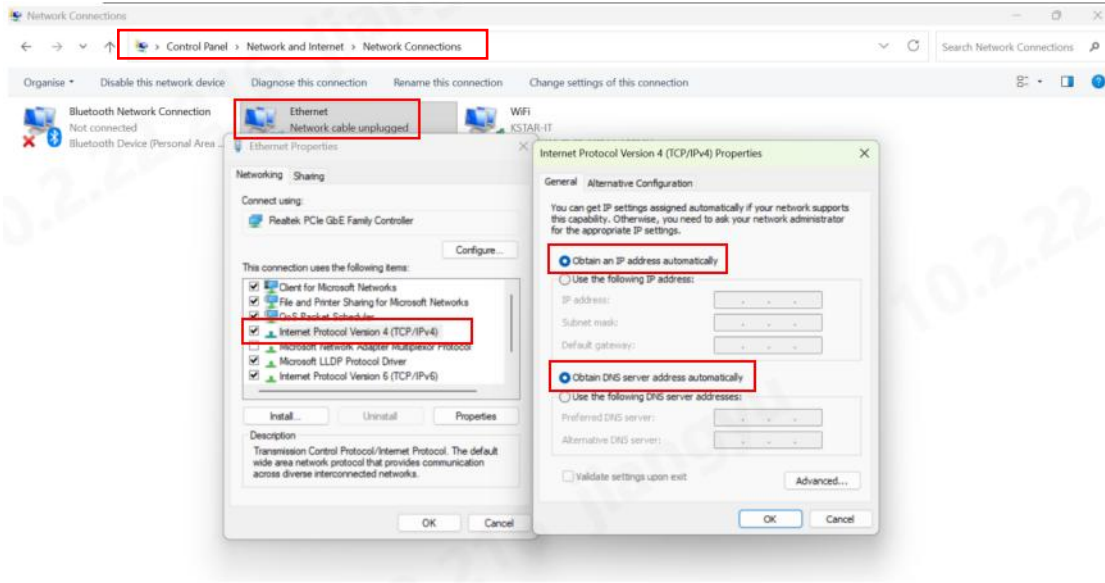 Network Connections
Control Panel > Network and Internet > Network Connections
Search Network Connections
Organise
Disable this network device
Diagnose this connection
Rename this connection
Change settings of this connection
Bluetooth Network Connection
Not connected
Bluetooth Device (Personal Area ...
Ethernet
Network cable unplugged
WiFi
KSTAR-IT
Ethernet Properties
Networking
Sharing
Connect using:
Realtek PCIe GbE Family Controller
Configure...
This connection uses the following items:
Client for Microsoft Networks
File and Printer Sharing for Microsoft Networks
QoS Packet Scheduler
Internet Protocol Version 4 (TCP/IPv4)
Microsoft Network Adapter Multiplexor Protocol
Microsoft LLDP Protocol Driver
Internet Protocol Version 6 (TCP/IPv6)
Install...
Uninstall
Properties
Description
Transmission Control Protocol/Internet Protocol. The default
wide area network protocol that provides communication
across diverse interconnected networks.
OK
Cancel
Internet Protocol Version 4 (TCP/IPv4) Properties
General
Alternative Configuration
You can get IP settings assigned automatically if your network supports
this capability. Otherwise, you need to ask your network administrator
for the appropriate IP settings.
Obtain an IP address automatically
Use the following IP address:
IP address:
Subnet mask:
Default gateway:
Obtain DNS server address automatically
Use the following DNS server addresses:
Preferred DNS server:
Alternative DNS server:
Validate settings upon exit
Advanced...
OK
Cancel
10.2.22